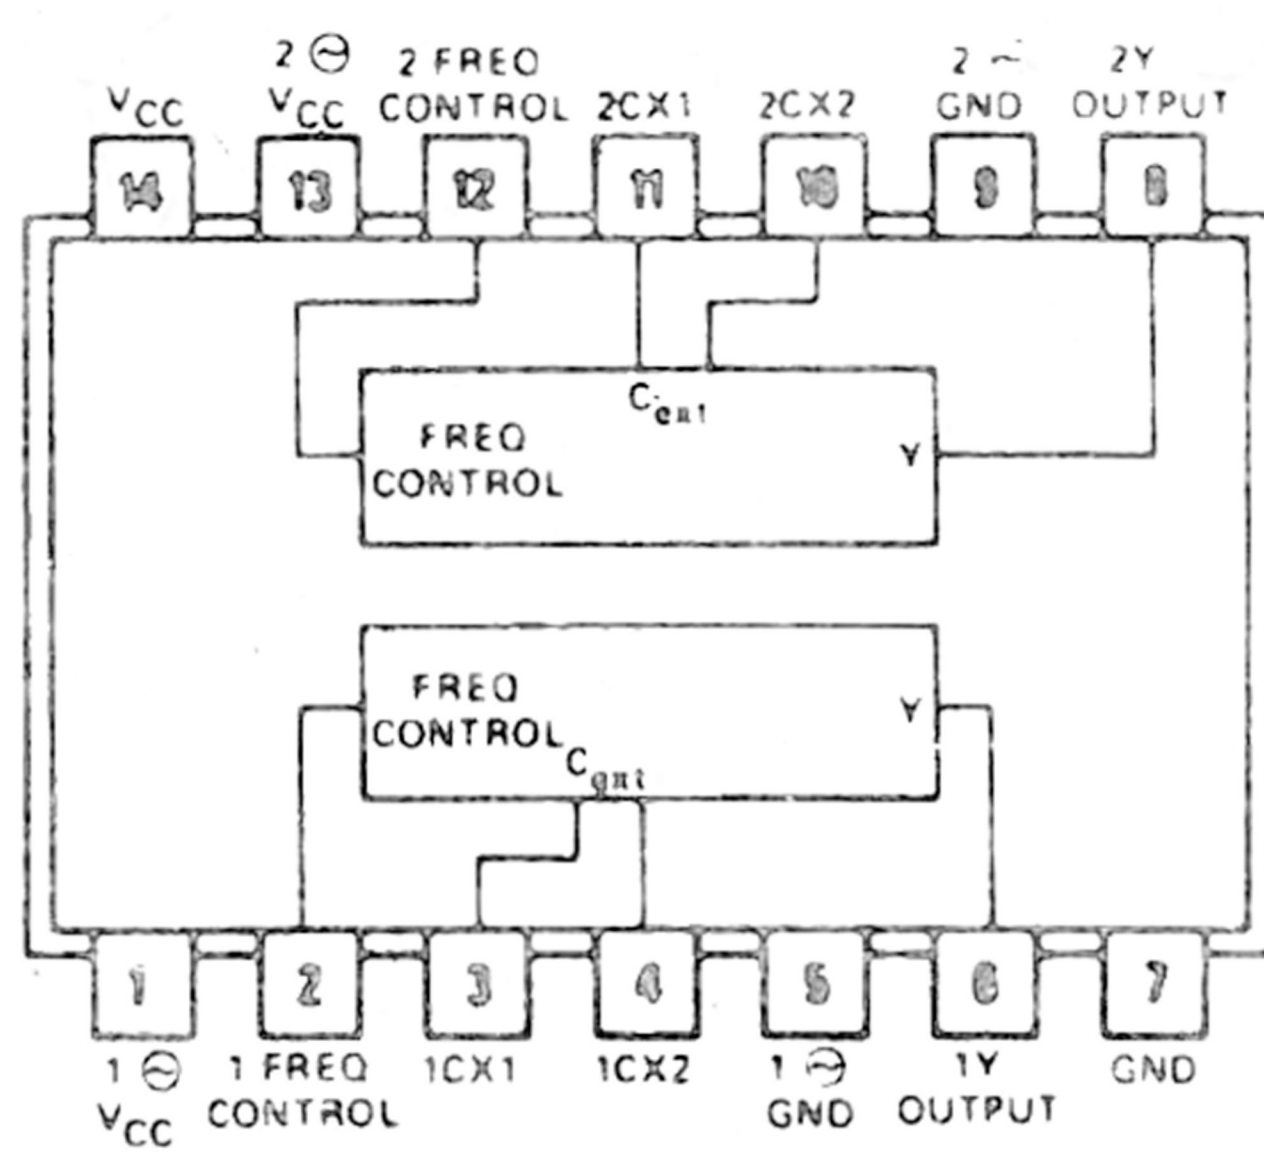 2 ⊖ 2 FREQ 2 ~ 2Y
VCC VCC CONTROL 2CX1 2CX2 GND OUTPUT
14 13 12 11 10 9 8
Cext
FREQ
CONTROL Y
FREQ
CONTROL Y
Cext
1 2 3 4 5 6 7
1 ⊖ 1 FREQ 1CX1 1CX2 1 ⊖ 1Y GND
VCC CONTROL GND OUTPUT